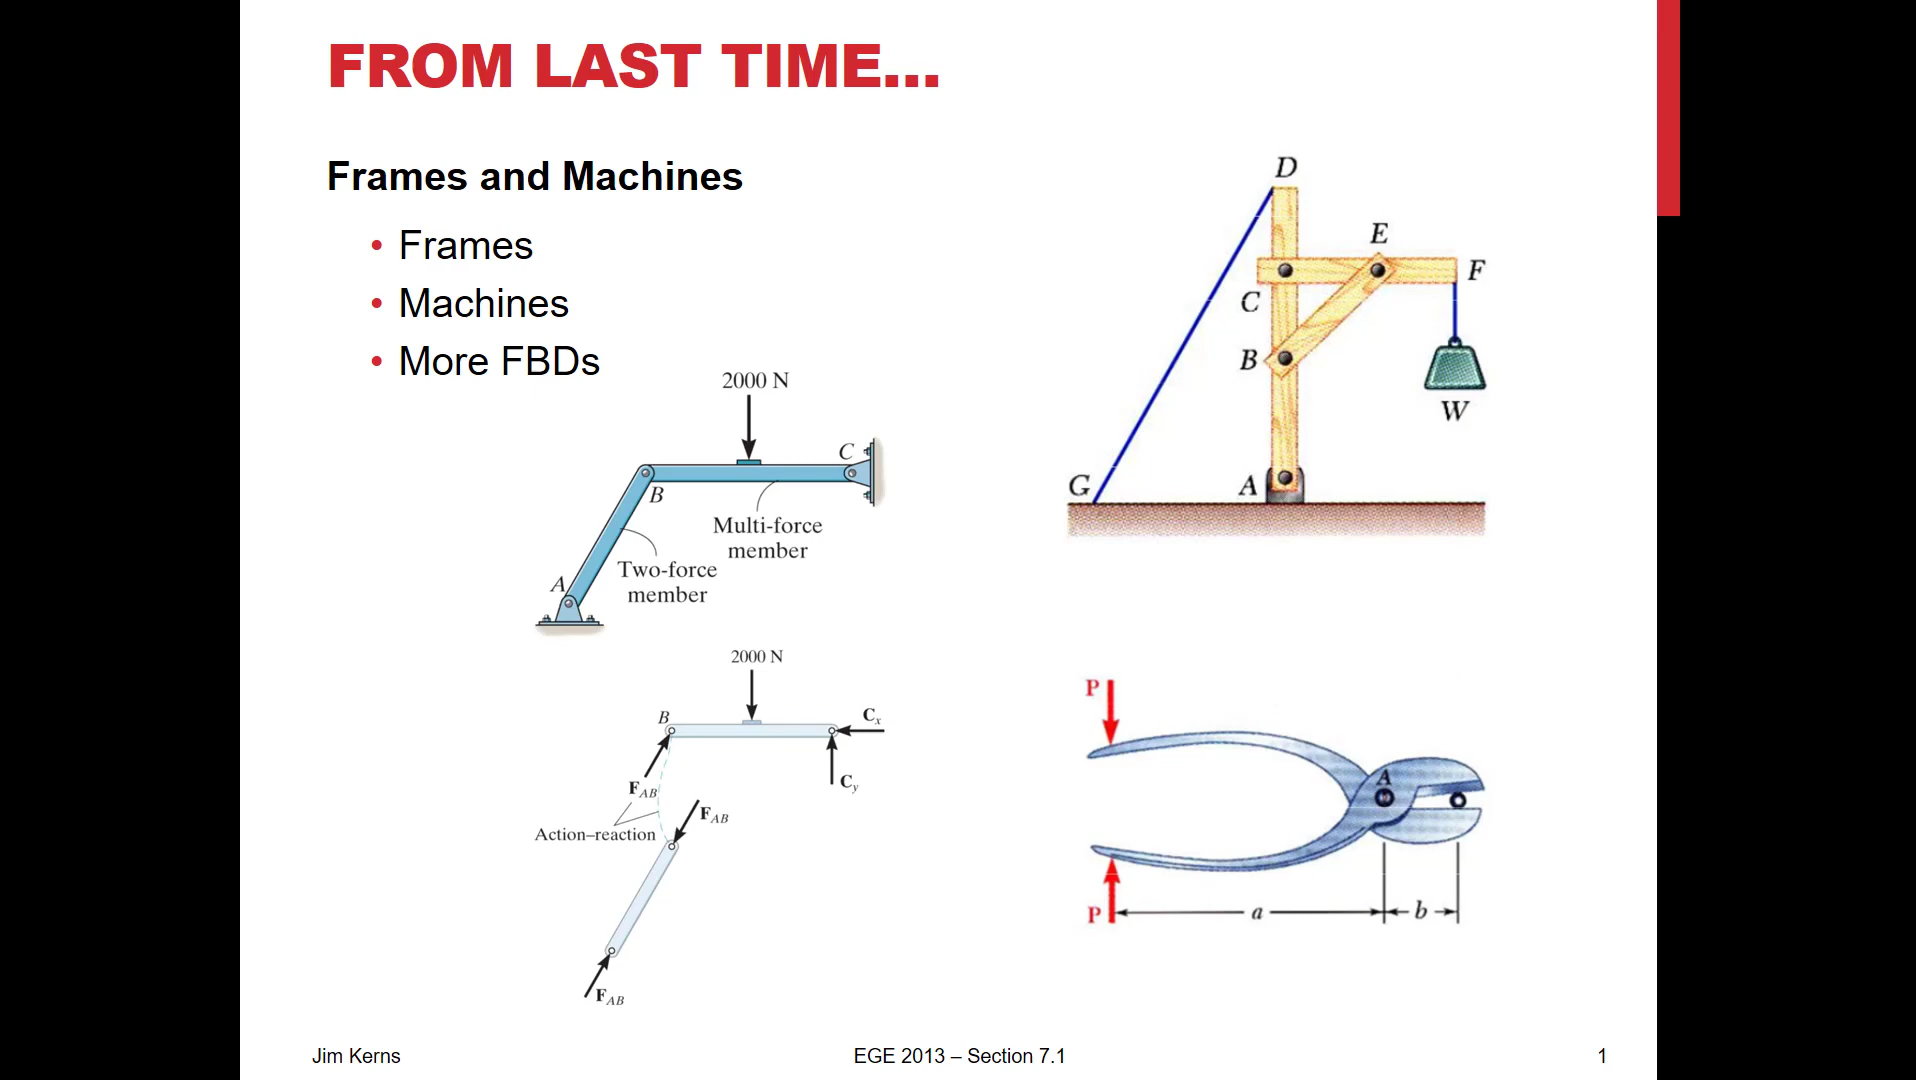 FROM LAST TIME...
Frames and Machines
• Frames
• Machines
• More FBDs
2000 N
C
B
Multi-force
member
Two-force
member
A
2000 N
B
Cx
Cy
FAB
FAB
Action–reaction
FAB
D
E
F
C
B
W
G
A
P
A
P
a
b
Jim Kerns
EGE 2013 – Section 7.1
1